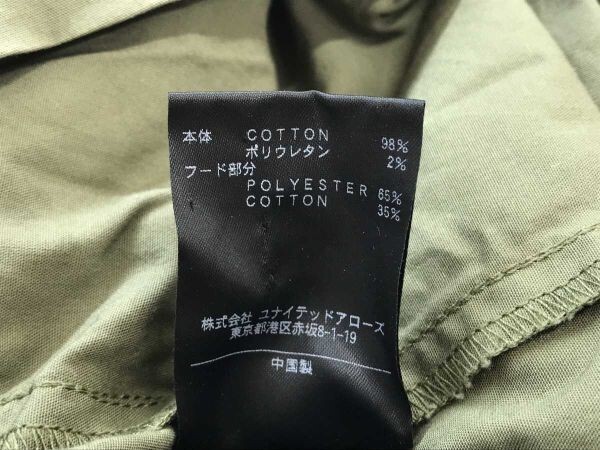 本体 COTTON 98%
ポリウレタン 2%
フード部分
POLYESTER 65%
COTTON 35%
株式会社 ユナイテッドアローズ
東京都港区赤坂8-1-19
中国製